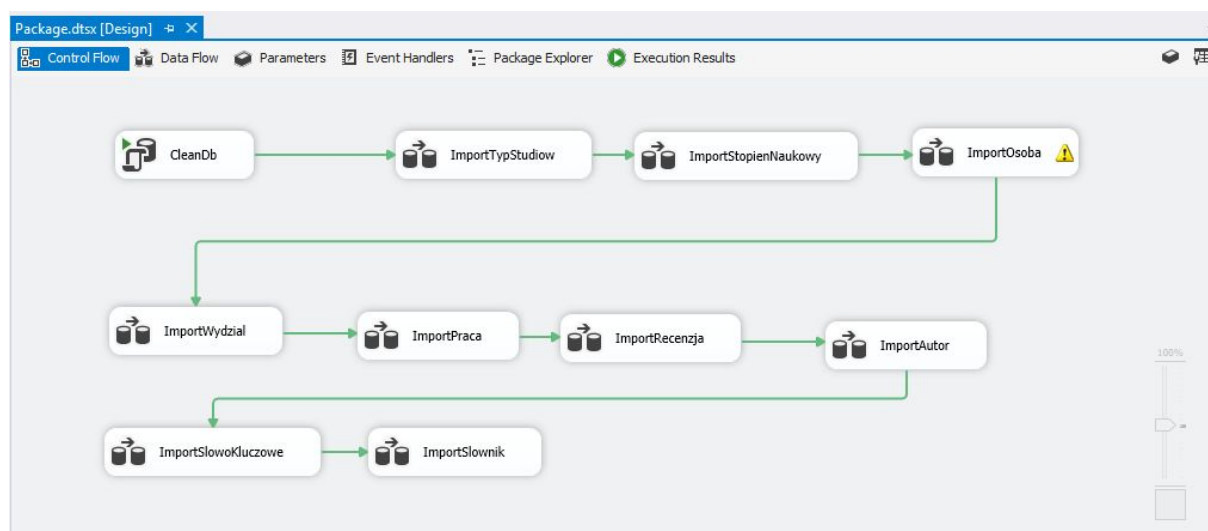 Package.dtsx [Design]
Control Flow Data Flow Parameters Event Handlers Package Explorer Execution Results
CleanDb ImportTypStudiow ImportStopienNaukowy ImportOsoba
ImportWydzial ImportPraca ImportRecenzja ImportAutor
100%
ImportSlowoKluczowe ImportSlownik